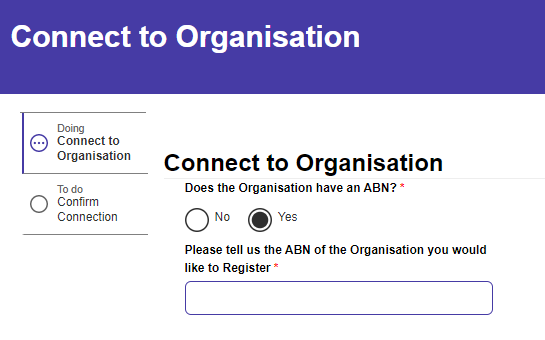 Connect to Organisation
Doing
Connect to
Organisation
To do
Confirm
Connection
Connect to Organisation
Does the Organisation have an ABN? *
No
Yes
Please tell us the ABN of the Organisation you would
like to Register *